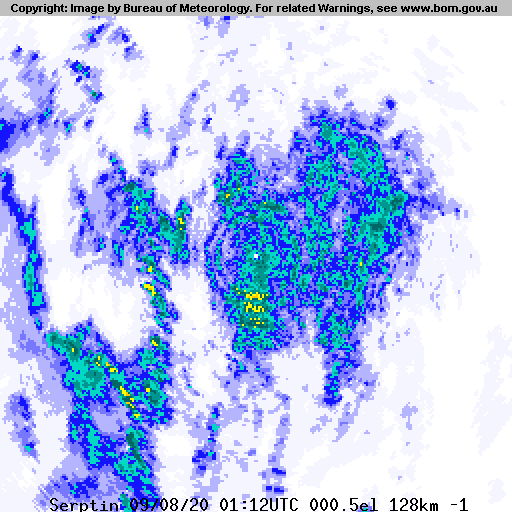 Copyright: Image by Bureau of Meteorology. For related Warnings, see www.bom.gov.au
Serptin 09/08/20 01:12UTC 000.5el 128km -1